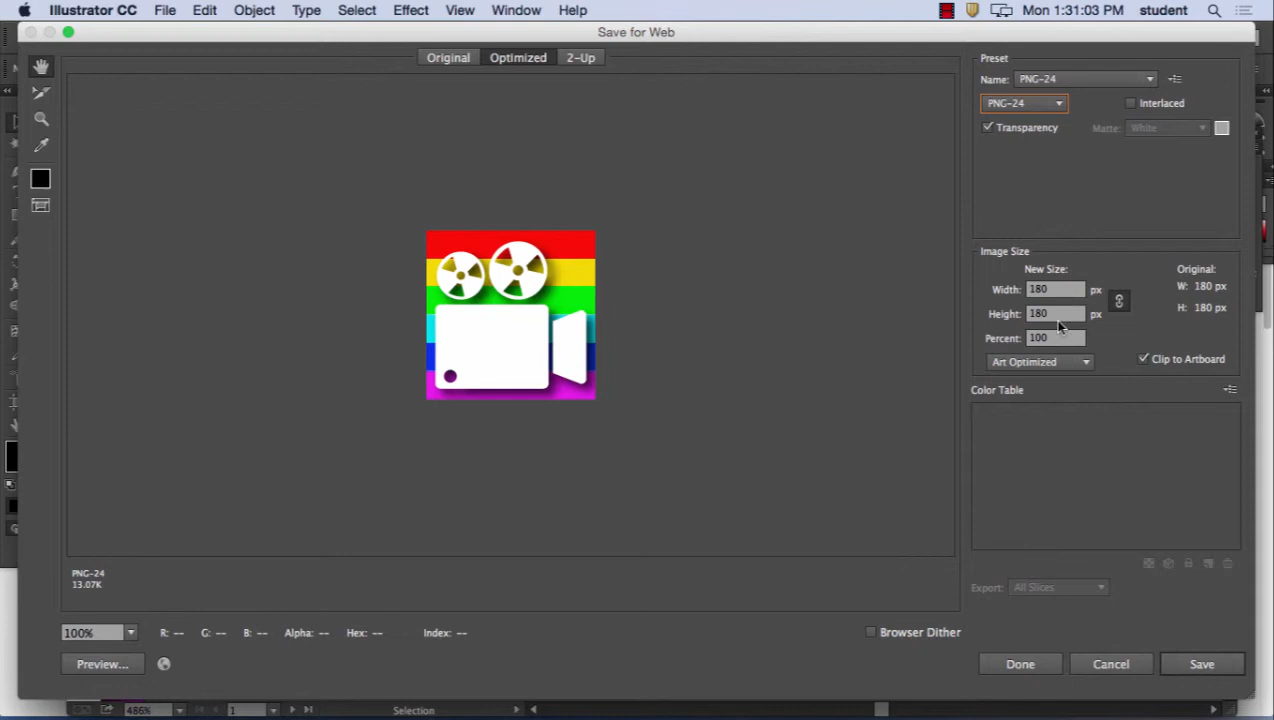 Illustrator CC File Edit Object Type Select Effect View Window Help Mon 1:31:03 PM student
Save for Web
Original Optimized 2-Up
Preset
Name: PNG-24
PNG-24 Interlaced
Transparency Matte: White
Image Size
New Size: Original:
Width: 180 px W: 180 px
Height: 180 px H: 180 px
Percent: 100
Art Optimized Clip to Artboard
Color Table
PNG-24
13.07K
Export: All Slices
100% R: -- G: -- B: -- Alpha: -- Hex: -- Index: -- Browser Dither
Preview... Done Cancel Save
486% 1 Selection